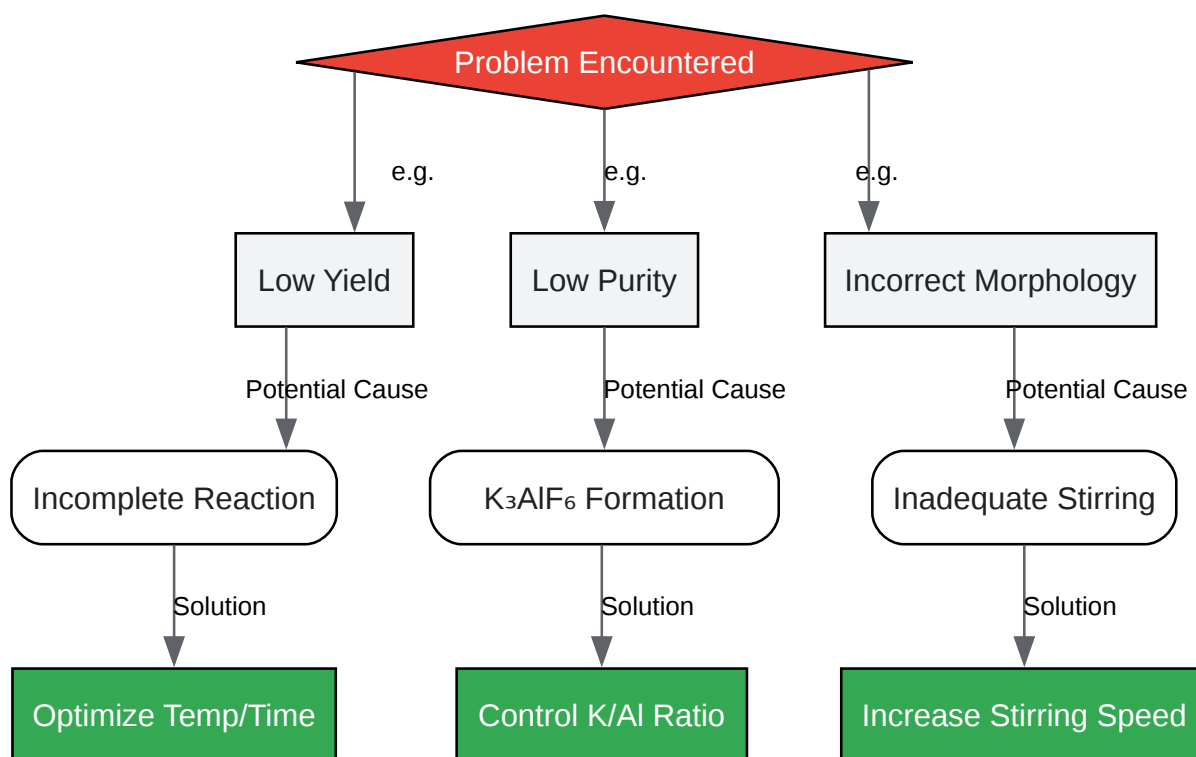 Problem Encountered
e.g.
e.g.
e.g.
Low Yield
Low Purity
Incorrect Morphology
Potential Cause
Potential Cause
Potential Cause
Incomplete Reaction
K₃AlF₆ Formation
Inadequate Stirring
Solution
Solution
Solution
Optimize Temp/Time
Control K/Al Ratio
Increase Stirring Speed